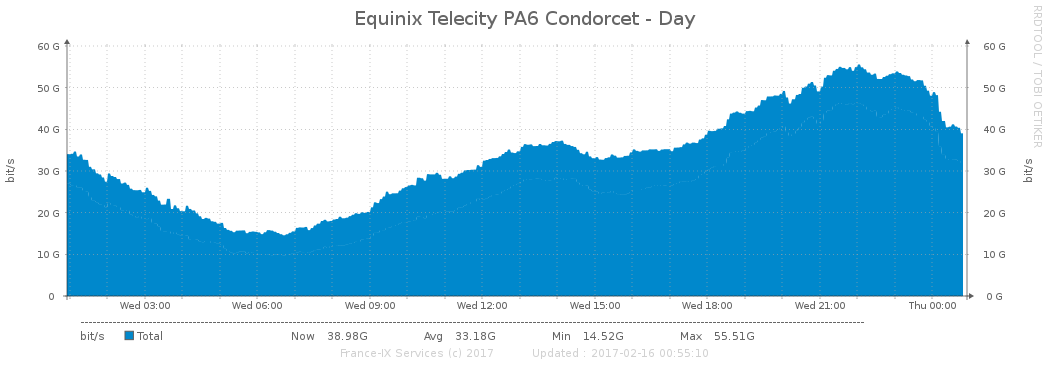 Equinix Telecity PA6 Condorcet - Day
RRDTOOL / TOBI OETIKER
60 G 60 G
50 G 50 G
40 G 40 G
30 G 30 G
20 G 20 G
10 G 10 G
0 0 G
bit/s bit/s
Wed 03:00 Wed 06:00 Wed 09:00 Wed 12:00 Wed 15:00 Wed 18:00 Wed 21:00 Thu 00:00
bit/s Total Now 38.98G Avg 33.18G Min 14.52G Max 55.51G
France-IX Services (c) 2017 Updated : 2017-02-16 00:55:10